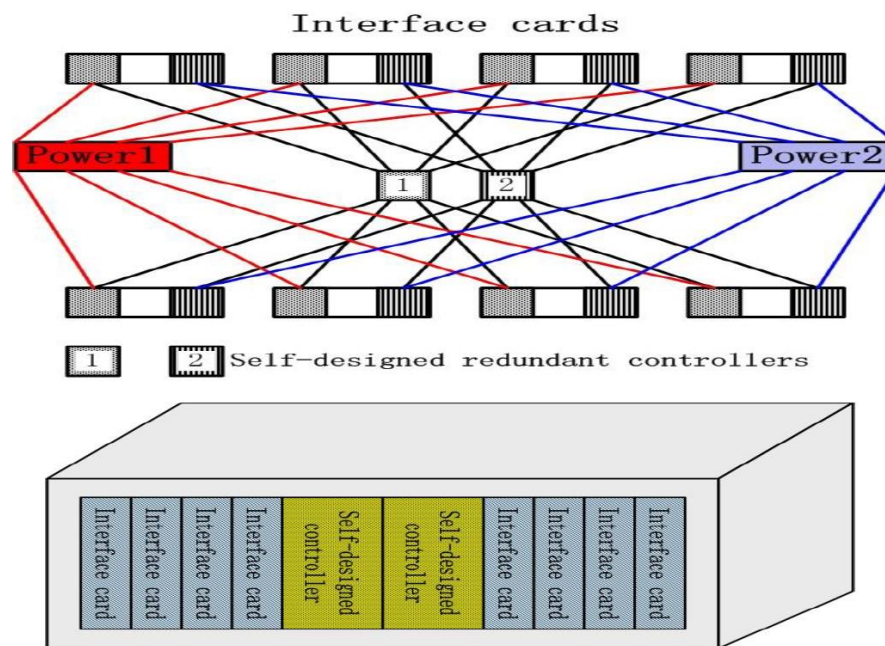 Interface cards
Power1
Power2
1
2
1
2
Self-designed redundant controllers
Interface card
Interface card
Interface card
Interface card
Self-designed
controller
Self-designed
controller
Interface card
Interface card
Interface card
Interface card